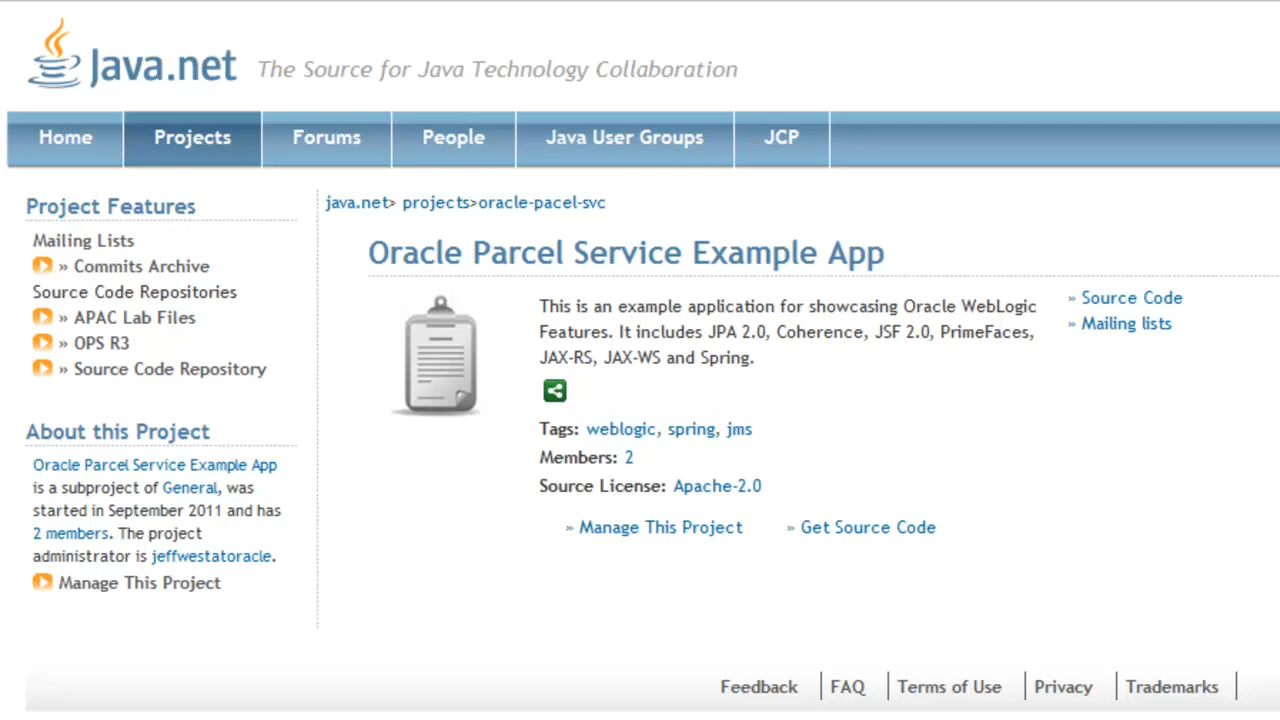 Java.net The Source for Java Technology Collaboration
Home Projects Forums People Java User Groups JCP
Project Features
Mailing Lists
» Commits Archive
Source Code Repositories
» APAC Lab Files
» OPS R3
» Source Code Repository
About this Project
Oracle Parcel Service Example App
is a subproject of General, was
started in September 2011 and has
2 members. The project
administrator is jeffwestatoracle.
Manage This Project
java.net> projects>oracle-pacel-svc
Oracle Parcel Service Example App
This is an example application for showcasing Oracle WebLogic
Features. It includes JPA 2.0, Coherence, JSF 2.0, PrimeFaces,
JAX-RS, JAX-WS and Spring.
Tags: weblogic, spring, jms
Members: 2
Source License: Apache-2.0
» Manage This Project » Get Source Code
» Source Code
» Mailing lists
Feedback FAQ Terms of Use Privacy Trademarks